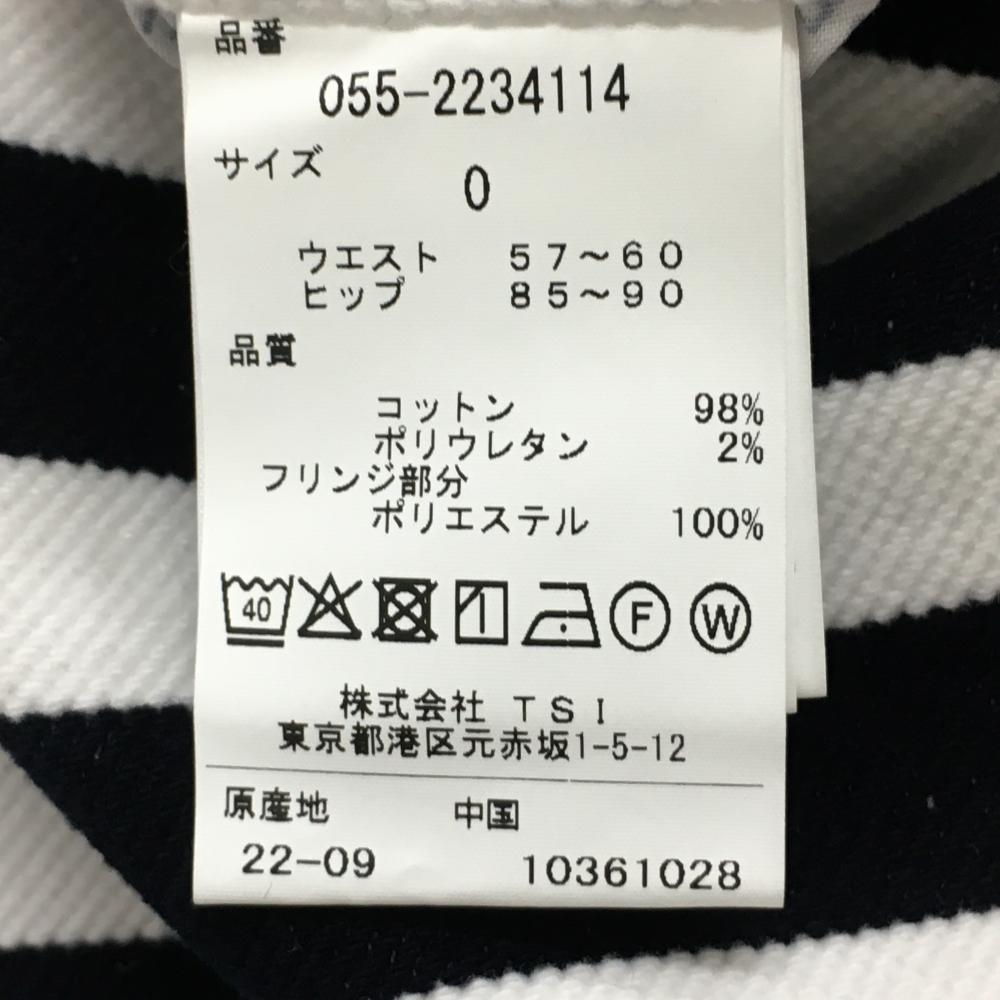 品番
055-2234114
サイズ
0
ウエスト 57～60
ヒップ 85～90
品質
コットン 98%
ポリウレタン 2%
フリンジ部分
ポリエステル 100%
40 F W
株式会社 TSI
東京都港区元赤坂1-5-12
原産地 中国
22-09 10361028